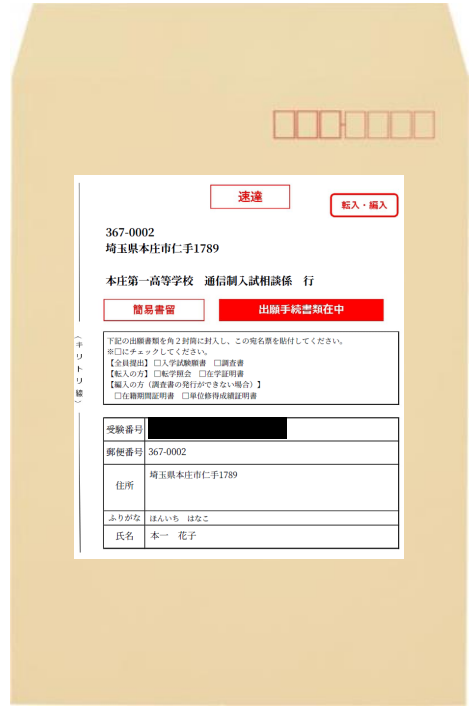 速達
転入・編入
367-0002
埼玉県本庄市仁手1789
本庄第一高等学校　通信制入試相談係　行
簡易書留
出願手続書類在中
（キリトリ線）
下記の出願書類を角２封筒に封入し、この宛名票を貼付してください。
※□にチェックしてください。
【全員提出】□入学試験願書　□調査書
【転入の方】□転学照会　□在学証明書
【編入の方（調査書の発行ができない場合）】
□在籍期間証明書　□単位修得成績証明書
受験番号
郵便番号 367-0002
住所 埼玉県本庄市仁手1789
ふりがな ほんいち　はなこ
氏名 本一　花子